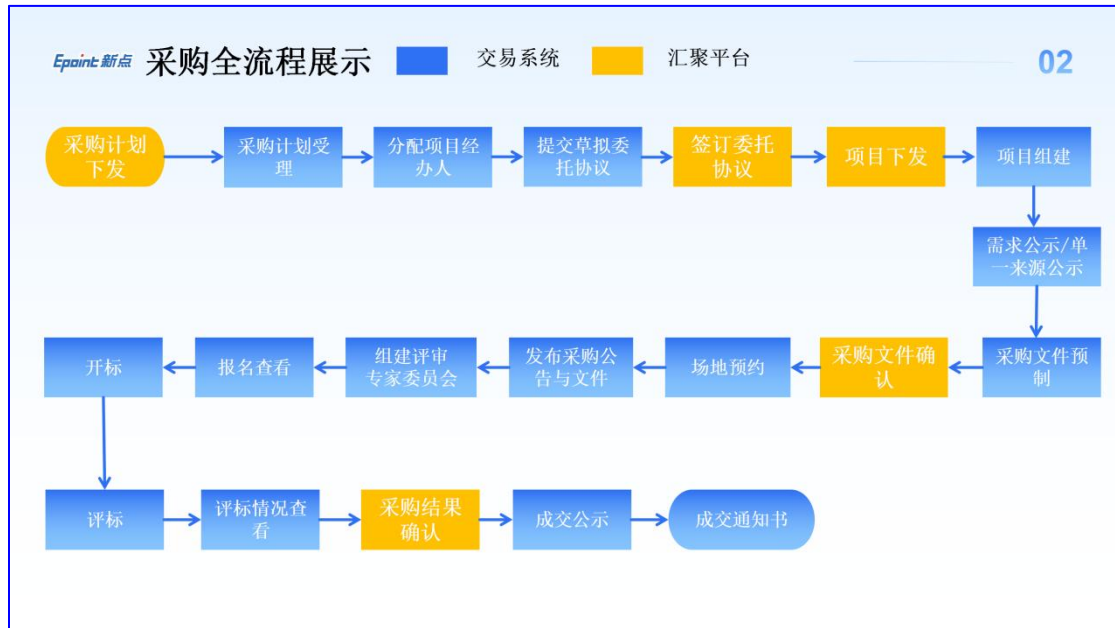 Epoint 新点
采购全流程展示
交易系统
汇聚平台
02
采购计划
下发
采购计划受
理
分配项目经
办人
提交草拟委
托协议
签订委托
协议
项目下发
项目组建
需求公示/单
一来源公示
采购文件预
制
采购文件确
认
场地预约
发布采购公
告与文件
组建评审
专家委员会
报名查看
开标
评标
评标情况查
看
采购结果
确认
成交公示
成交通知书